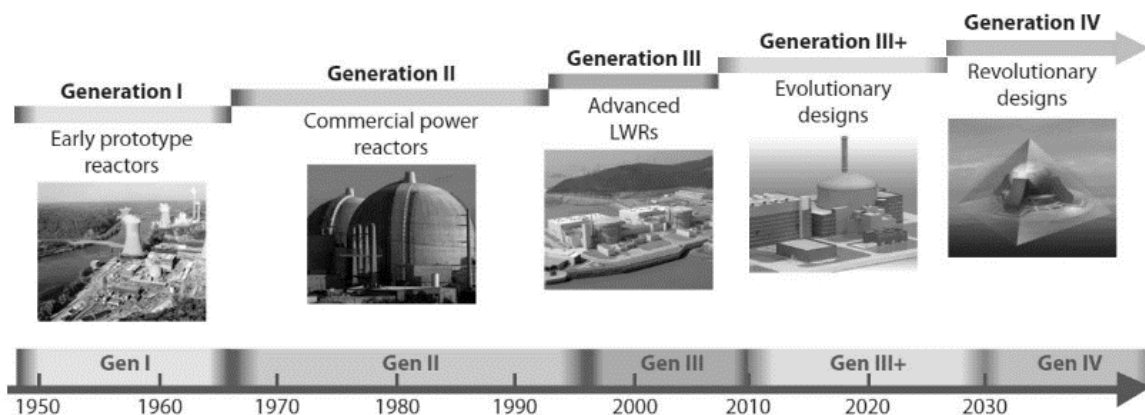 Generation I
Early prototype
reactors
Generation II
Commercial power
reactors
Generation III
Advanced
LWRs
Generation III+
Evolutionary
designs
Generation IV
Revolutionary
designs
Gen I Gen II Gen III Gen III+ Gen IV
1950 1960 1970 1980 1990 2000 2010 2020 2030